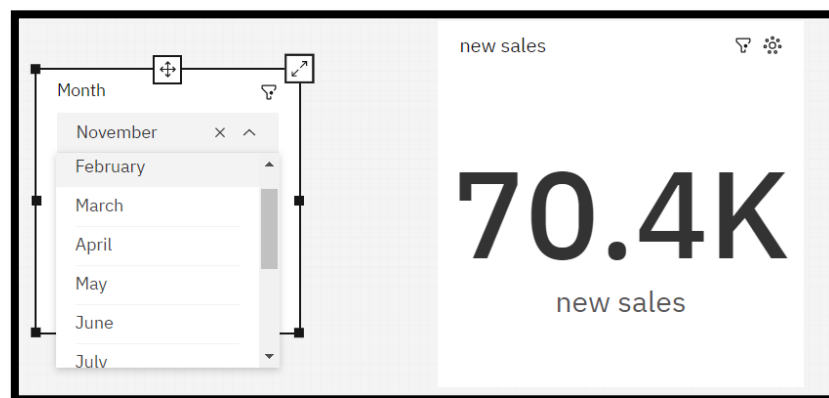 Month
November
February
March
April
May
June
July
new sales
70.4K
new sales